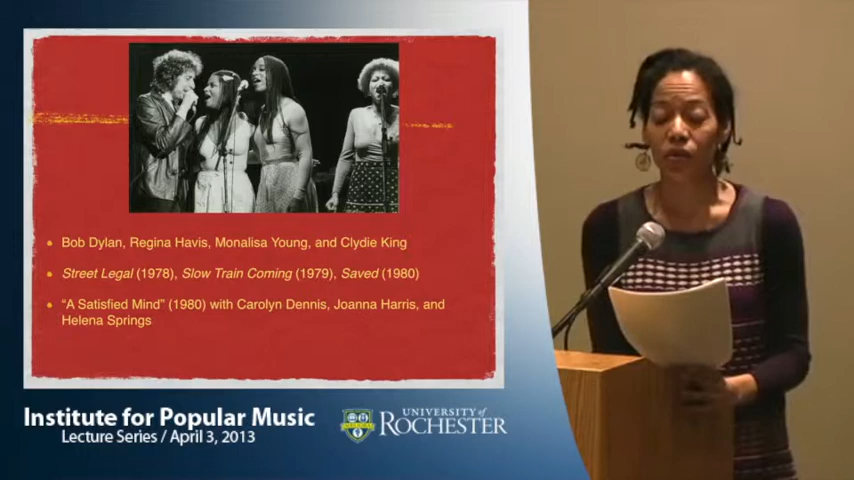 Bob Dylan, Regina Havis, Monalisa Young, and Clydie King
Street Legal (1978), Slow Train Coming (1979), Saved (1980)
“A Satisfied Mind” (1980) with Carolyn Dennis, Joanna Harris, and
Helena Springs
Institute for Popular Music
Lecture Series / April 3, 2013
UNIVERSITY of
ROCHESTER